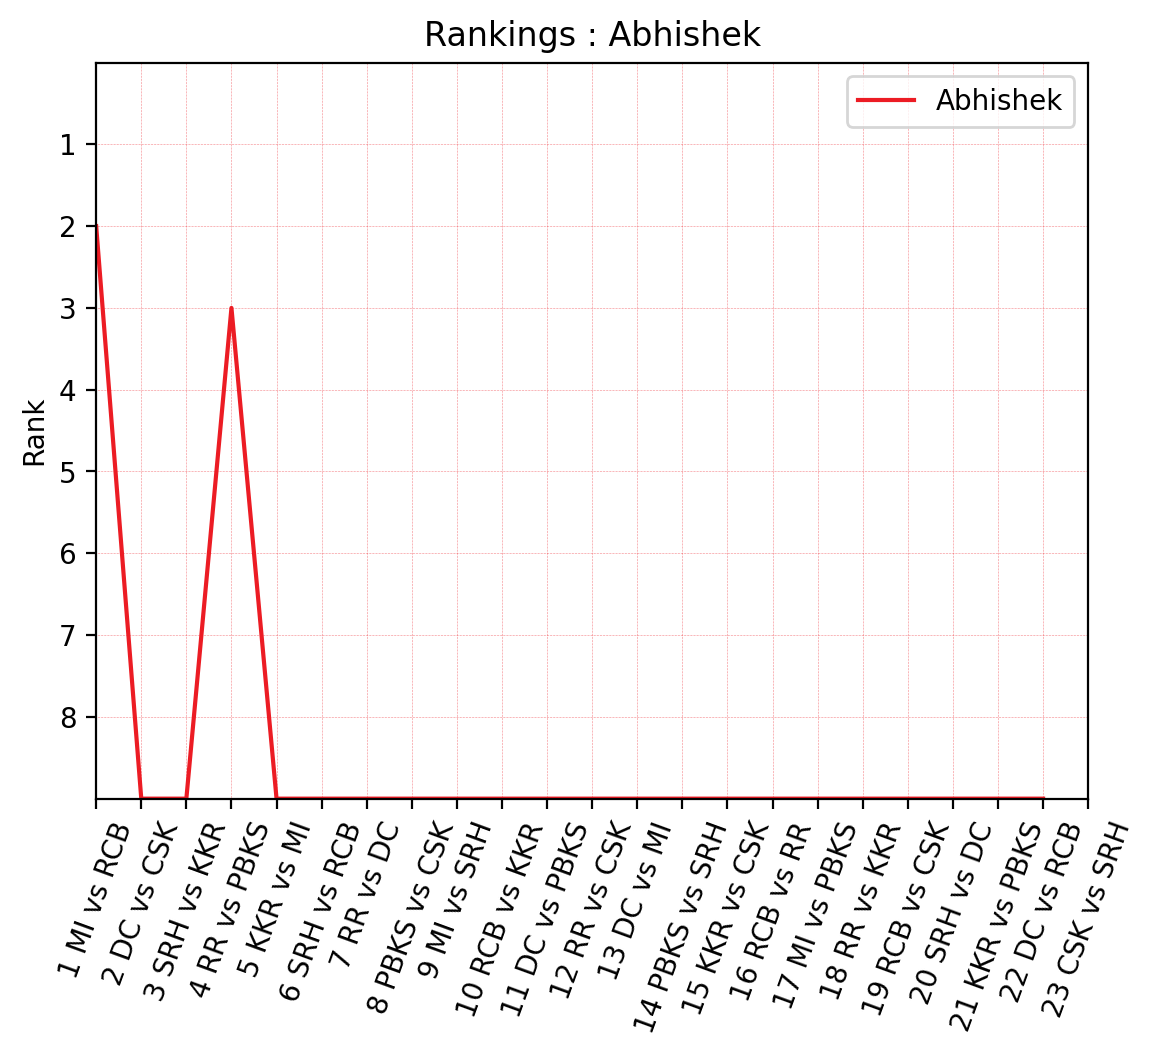 Rankings : Abhishek
Abhishek
Rank
1
2
3
4
5
6
7
8
1 MI vs RCB
2 DC vs CSK
3 SRH vs KKR
4 RR vs PBKS
5 KKR vs MI
6 SRH vs RCB
7 RR vs DC
8 PBKS vs CSK
9 MI vs SRH
10 RCB vs KKR
11 DC vs PBKS
12 RR vs CSK
13 DC vs MI
14 PBKS vs SRH
15 KKR vs CSK
16 RCB vs RR
17 MI vs PBKS
18 RR vs KKR
19 RCB vs CSK
20 SRH vs DC
21 KKR vs PBKS
22 DC vs RCB
23 CSK vs SRH